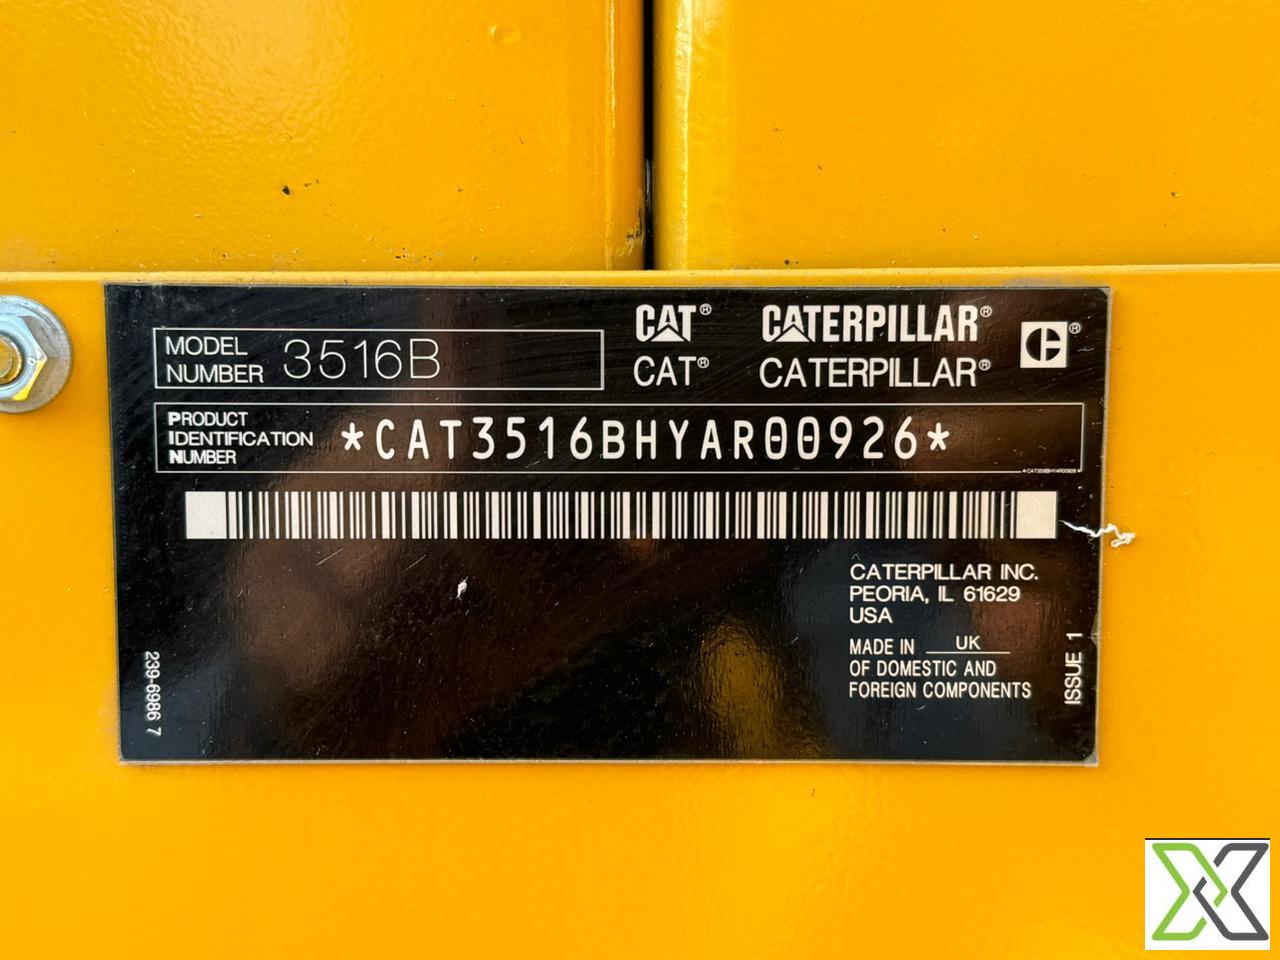 MODEL
NUMBER 3516B
CAT® CATERPILLAR®
CAT® CATERPILLAR®
C®
PRODUCT
IDENTIFICATION
NUMBER
*CAT3516BHYAR00926*
CATERPILLAR INC.
PEORIA, IL 61629
USA
MADE IN UK
OF DOMESTIC AND
FOREIGN COMPONENTS
239-6986 7
ISSUE 1